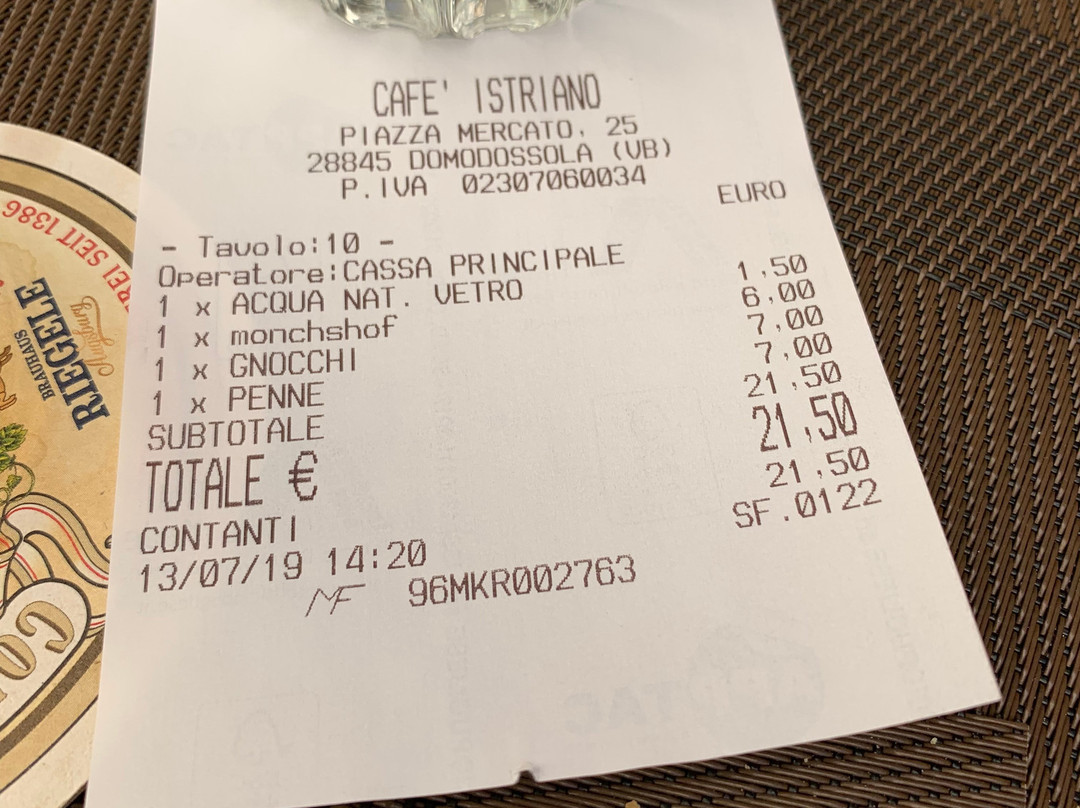 CAFE' ISTRIANO
PIAZZA MERCATO, 25
28845 DOMODOSSOLA (VB)
P.IVA 02307060034
EURO
- Tavolo:10 -
Operatore:CASSA PRINCIPALE
1 x ACQUA NAT. VETRO 1,50
1 x monchshof 6,00
1 x GNOCCHI 7,00
1 x PENNE 7,00
SUBTOTALE 21,50
TOTALE € 21,50
CONTANTI 21,50
13/07/19 14:20 SF.0122
MF 96MKR002763
REI SEIT 1386
BRAUHAUS
RIEGELE
Augsburg